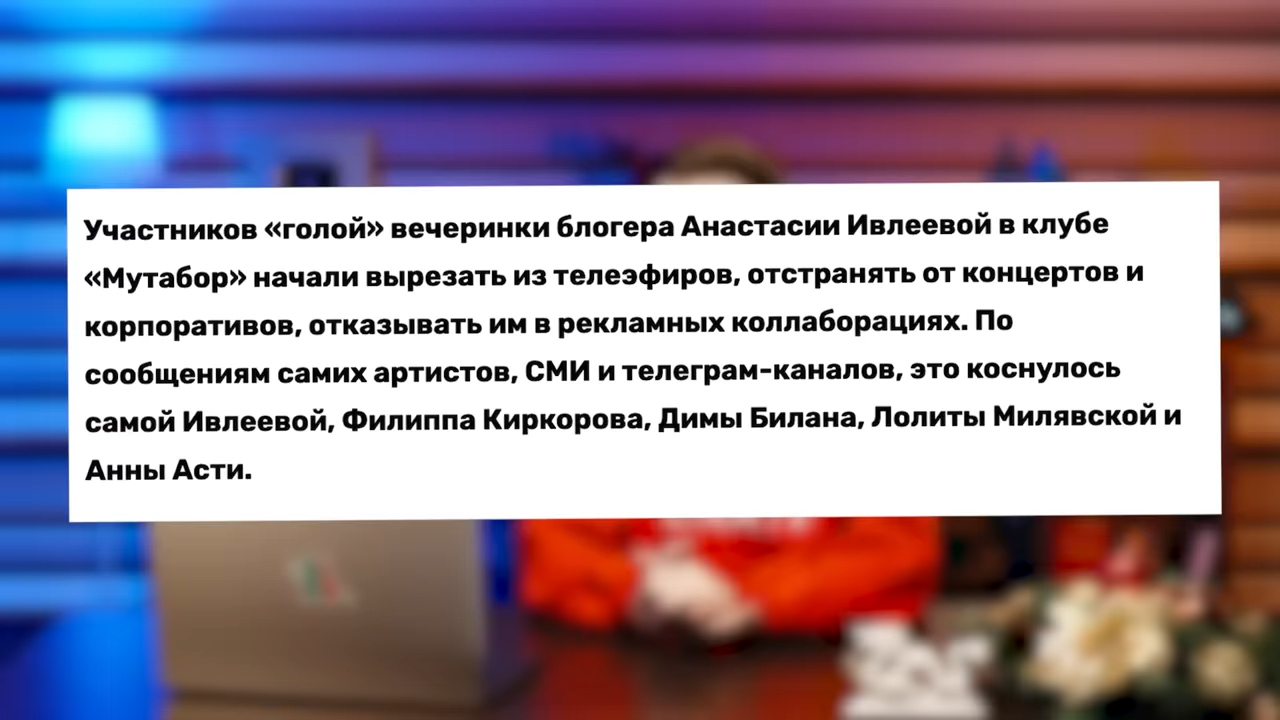 Участников «голой» вечеринки блогера Анастасии Ивлеевой в клубе
«Мутабор» начали вырезать из телеэфиров, отстранять от концертов и
корпоративов, отказывать им в рекламных коллаборациях. По
сообщениям самих артистов, СМИ и телеграм-каналов, это коснулось
самой Ивлеевой, Филиппа Киркорова, Димы Билана, Лолиты Милявской и
Анны Асти.